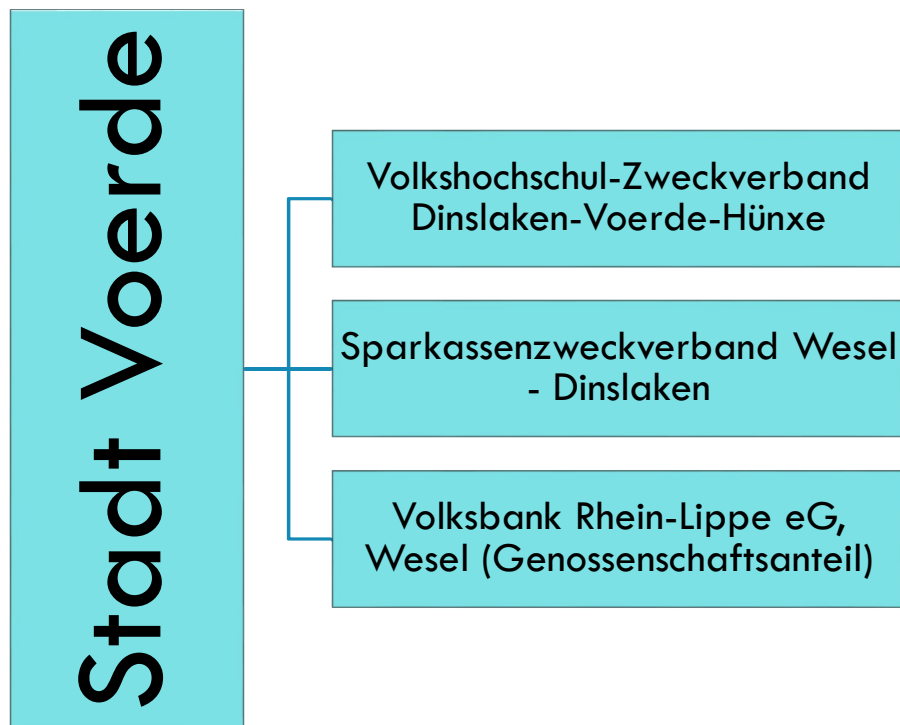 Stadt Voerde
Volkshochschul-Zweckverband
Dinslaken-Voerde-Hünxe
Sparkassenzweckverband Wesel
- Dinslaken
Volksbank Rhein-Lippe eG,
Wesel (Genossenschaftsanteil)